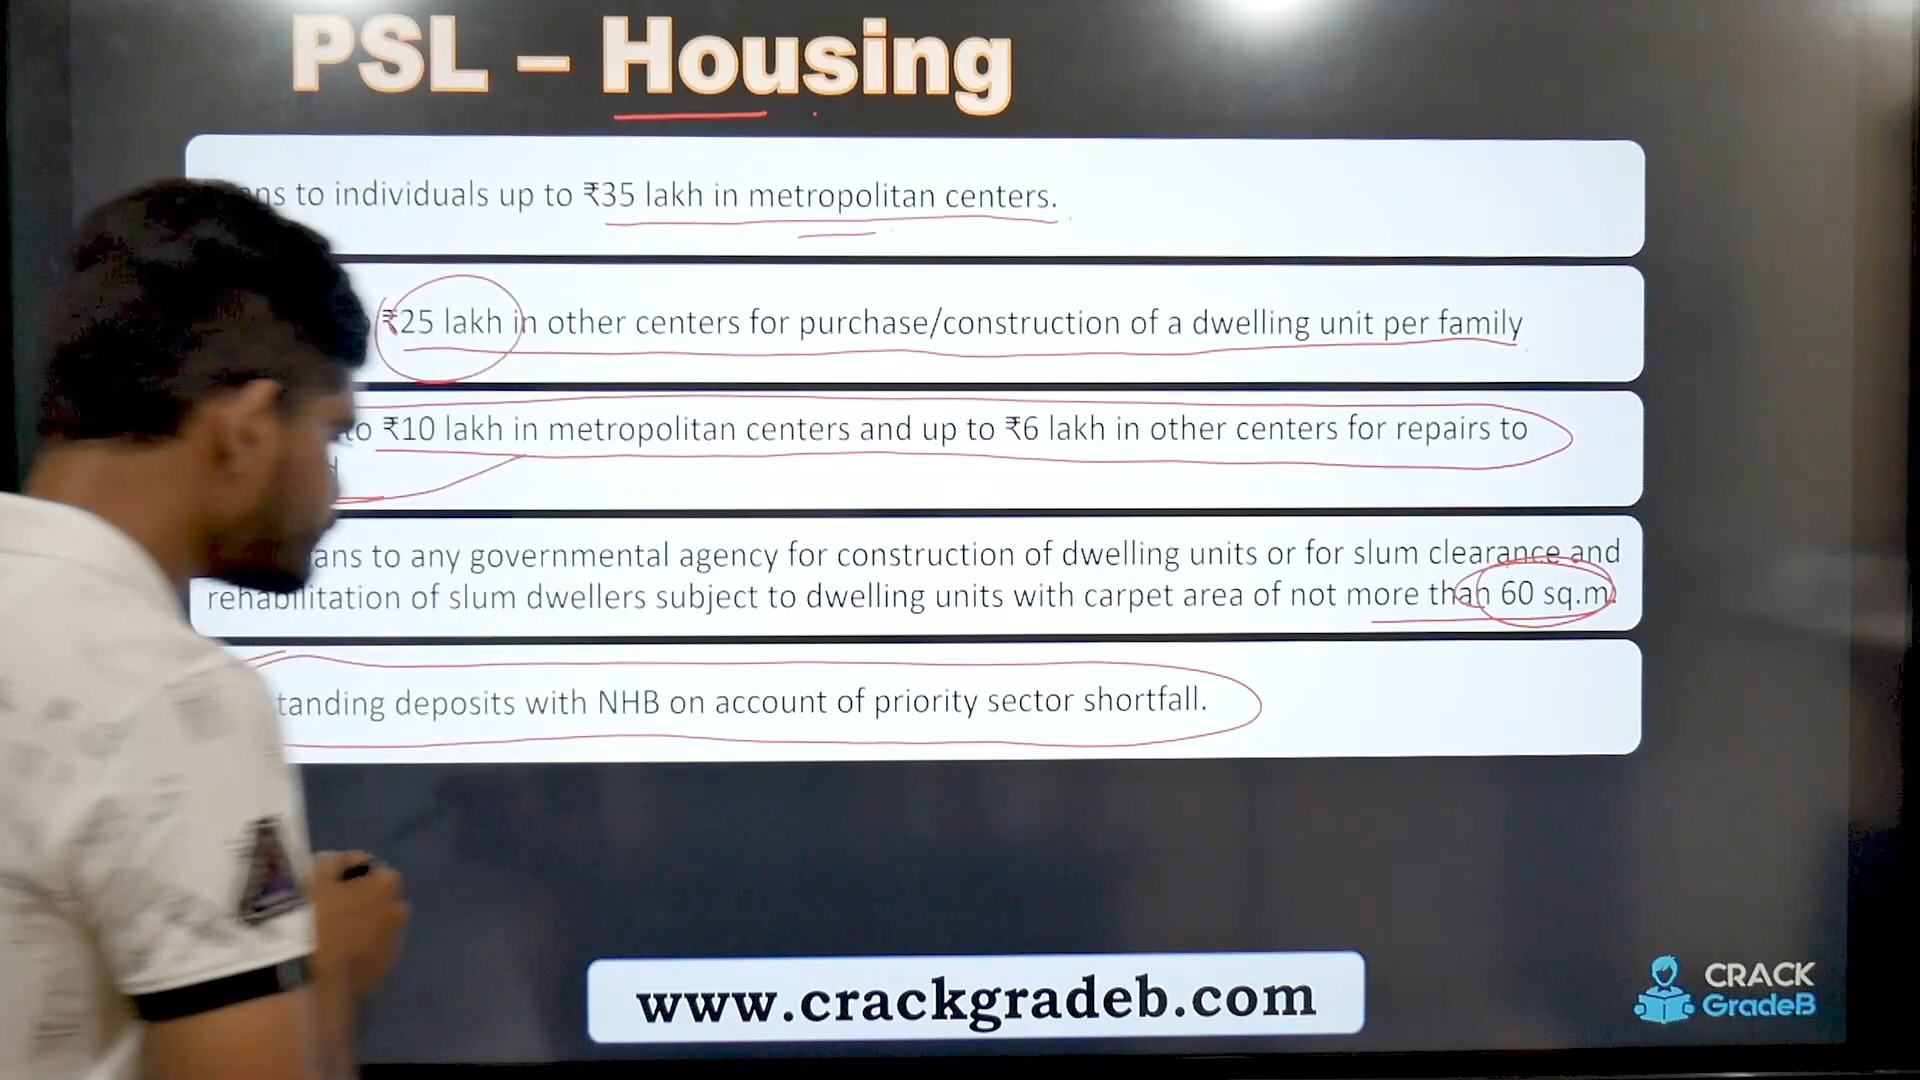 PSL – Housing
to individuals up to ₹35 lakh in metropolitan centers.
₹25 lakh in other centers for purchase/construction of a dwelling unit per family
to ₹10 lakh in metropolitan centers and up to ₹6 lakh in other centers for repairs to
to any governmental agency for construction of dwelling units or for slum clearance and
rehabilitation of slum dwellers subject to dwelling units with carpet area of not more than 60 sq.m.
deposits with NHB on account of priority sector shortfall.
www.crackgradeb.com
CRACK
GradeB